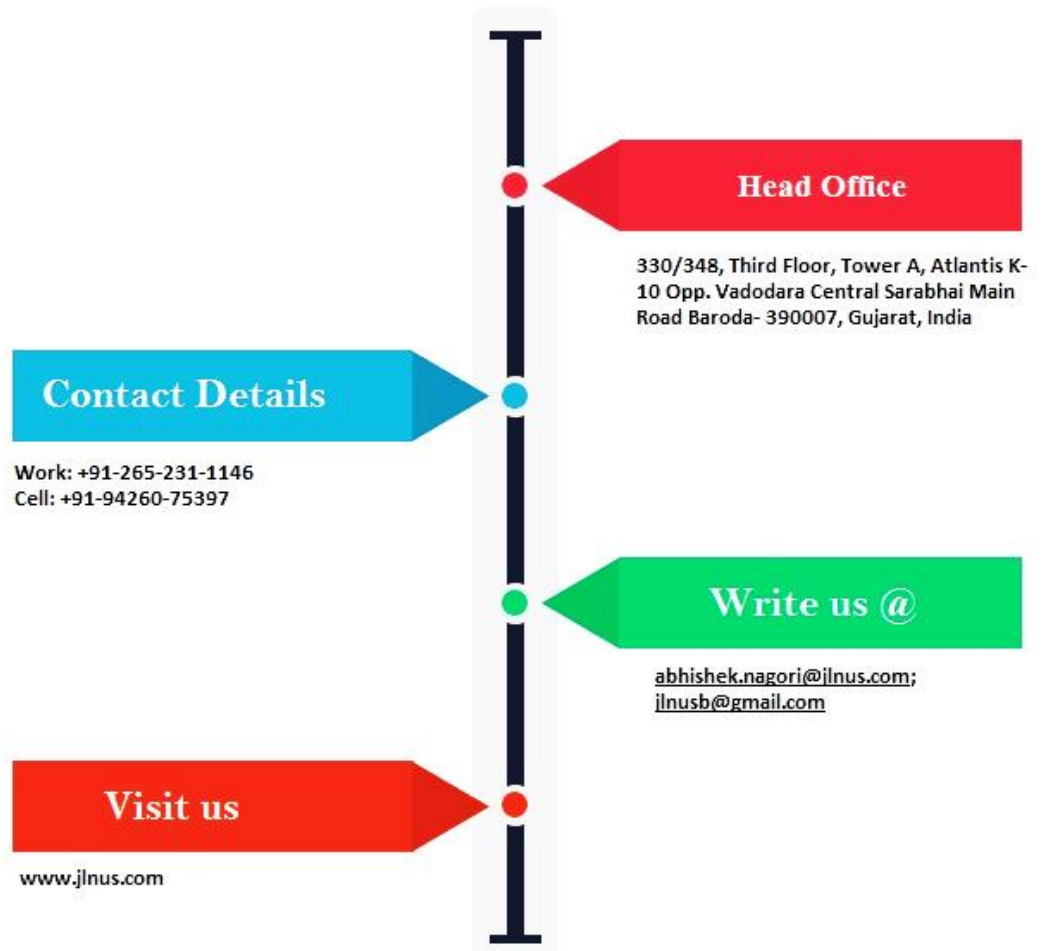 Head Office
330/348, Third Floor, Tower A, Atlantis K-
10 Opp. Vadodara Central Sarabhai Main
Road Baroda- 390007, Gujarat, India
Contact Details
Work: +91-265-231-1146
Cell: +91-94260-75397
Write us @
abhishek.nagori@jlnus.com;
jlnusb@gmail.com
Visit us
www.jlnus.com